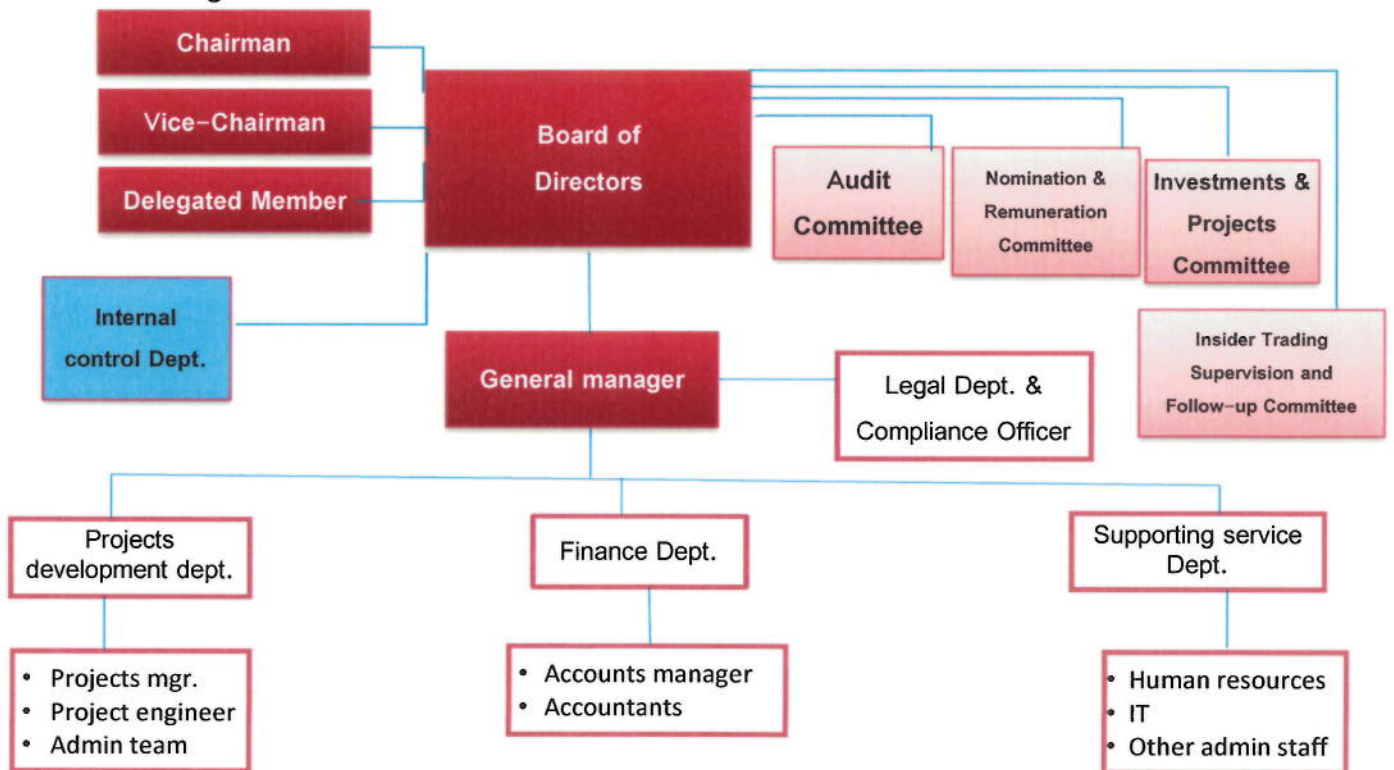 Chairman
Vice-Chairman
Delegated Member
Board of
Directors
Audit
Committee
Nomination &
Remuneration
Committee
Investments &
Projects
Committee
Internal
control Dept.
General manager
Legal Dept. &
Compliance Officer
Insider Trading
Supervision and
Follow-up Committee
Projects
development dept.
Finance Dept.
Supporting service
Dept.
• Projects mgr.
• Project engineer
• Admin team
• Accounts manager
• Accountants
• Human resources
• IT
• Other admin staff